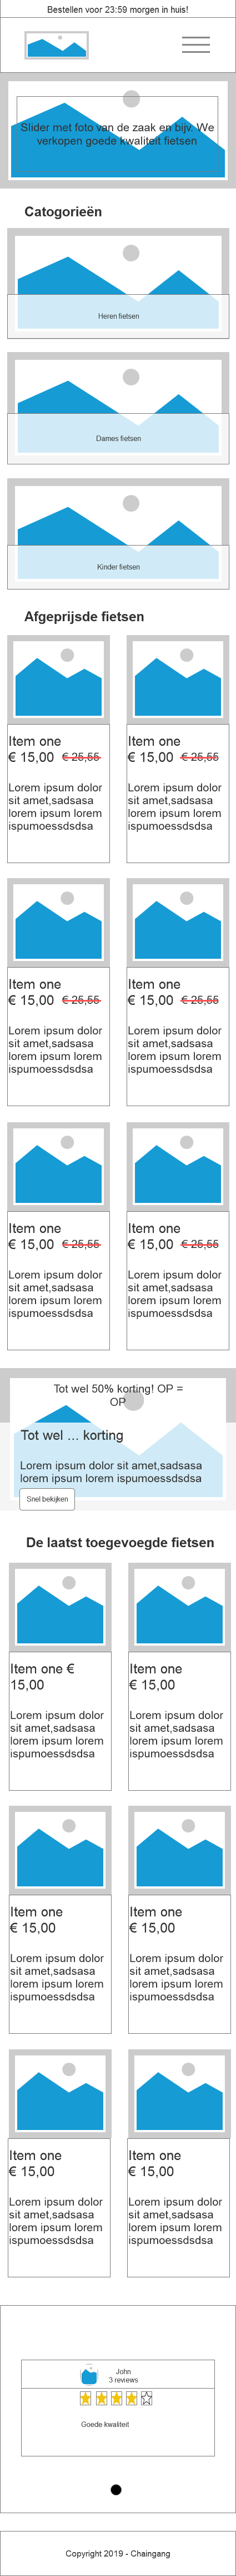 Bestellen voor 23:59 morgen in huis!
Slider met foto van de zaak en bijv. We
verkopen goede kwaliteit fietsen
Catogorieën
Heren fietsen
Dames fietsen
Kinder fietsen
Afgeprijsde fietsen
Item one
€ 15,00 € 25,55
Lorem ipsum dolor
sit amet,sadsasa
lorem ipsum lorem
ispumoessdsdsa
Item one
€ 15,00 € 25,55
Lorem ipsum dolor
sit amet,sadsasa
lorem ipsum lorem
ispumoessdsdsa
Item one
€ 15,00 € 25,55
Lorem ipsum dolor
sit amet,sadsasa
lorem ipsum lorem
ispumoessdsdsa
Item one
€ 15,00 € 25,55
Lorem ipsum dolor
sit amet,sadsasa
lorem ipsum lorem
ispumoessdsdsa
Item one
€ 15,00 € 25,55
Lorem ipsum dolor
sit amet,sadsasa
lorem ipsum lorem
ispumoessdsdsa
Item one
€ 15,00 € 25,55
Lorem ipsum dolor
sit amet,sadsasa
lorem ipsum lorem
ispumoessdsdsa
Tot wel 50% korting! OP =
OP
Tot wel ... korting
Lorem ipsum dolor sit amet,sadsasa
lorem ipsum lorem ispumoessdsdsa
Snel bekijken
De laatst toegevoegde fietsen
Item one €
15,00
Lorem ipsum dolor
sit amet,sadsasa
lorem ipsum lorem
ispumoessdsdsa
Item one
€ 15,00
Lorem ipsum dolor
sit amet,sadsasa
lorem ipsum lorem
ispumoessdsdsa
Item one
€ 15,00
Lorem ipsum dolor
sit amet,sadsasa
lorem ipsum lorem
ispumoessdsdsa
Item one
€ 15,00
Lorem ipsum dolor
sit amet,sadsasa
lorem ipsum lorem
ispumoessdsdsa
Item one
€ 15,00
Lorem ipsum dolor
sit amet,sadsasa
lorem ipsum lorem
ispumoessdsdsa
Item one
€ 15,00
Lorem ipsum dolor
sit amet,sadsasa
lorem ipsum lorem
ispumoessdsdsa
John
3 reviews
Goede kwaliteit
Copyright 2019 - Chaingang